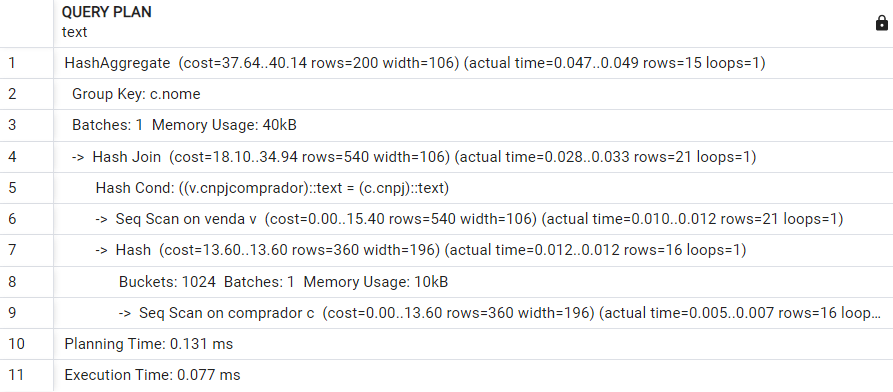 QUERY PLAN
text
1 HashAggregate (cost=37.64..40.14 rows=200 width=106) (actual time=0.047..0.049 rows=15 loops=1)
2 Group Key: c.nome
3 Batches: 1 Memory Usage: 40kB
4 -> Hash Join (cost=18.10..34.94 rows=540 width=106) (actual time=0.028..0.033 rows=21 loops=1)
5 Hash Cond: ((v.cnpjcomprador)::text = (c.cnpj)::text)
6 -> Seq Scan on venda v (cost=0.00..15.40 rows=540 width=106) (actual time=0.010..0.012 rows=21 loops=1)
7 -> Hash (cost=13.60..13.60 rows=360 width=196) (actual time=0.012..0.012 rows=16 loops=1)
8 Buckets: 1024 Batches: 1 Memory Usage: 10kB
9 -> Seq Scan on comprador c (cost=0.00..13.60 rows=360 width=196) (actual time=0.005..0.007 rows=16 loop...
10 Planning Time: 0.131 ms
11 Execution Time: 0.077 ms